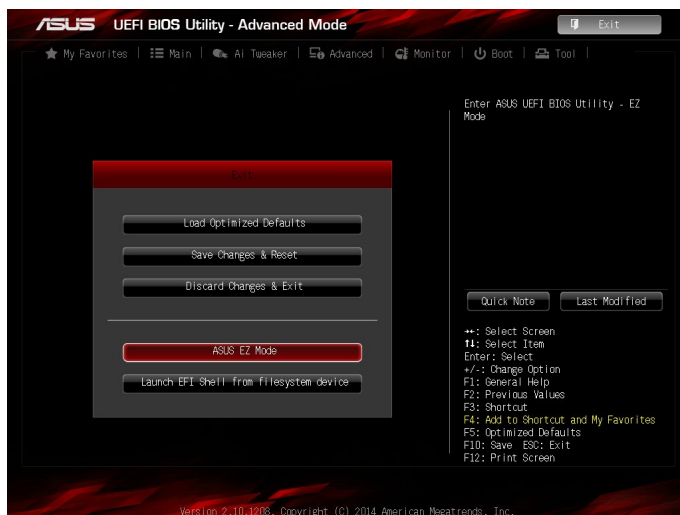 ASUS UEFI BIOS Utility - Advanced Mode
Exit
My Favorites | Main | Ai Tweaker | Advanced | Monitor | Boot | Tool |
Enter ASUS UEFI BIOS Utility - EZ
Mode
Exit
Load Optimized Defaults
Save Changes & Reset
Discard Changes & Exit
ASUS EZ Mode
Launch EFI Shell from filesystem device
Quick Note
Last Modified
→←: Select Screen
↑↓: Select Item
Enter: Select
+/-: Change Option
F1: General Help
F2: Previous Values
F3: Shortcut
F4: Add to Shortcut and My Favorites
F5: Optimized Defaults
F10: Save ESC: Exit
F12: Print Screen
Version 2.10.1208. Copyright (C) 2014 American Megatrends, Inc.